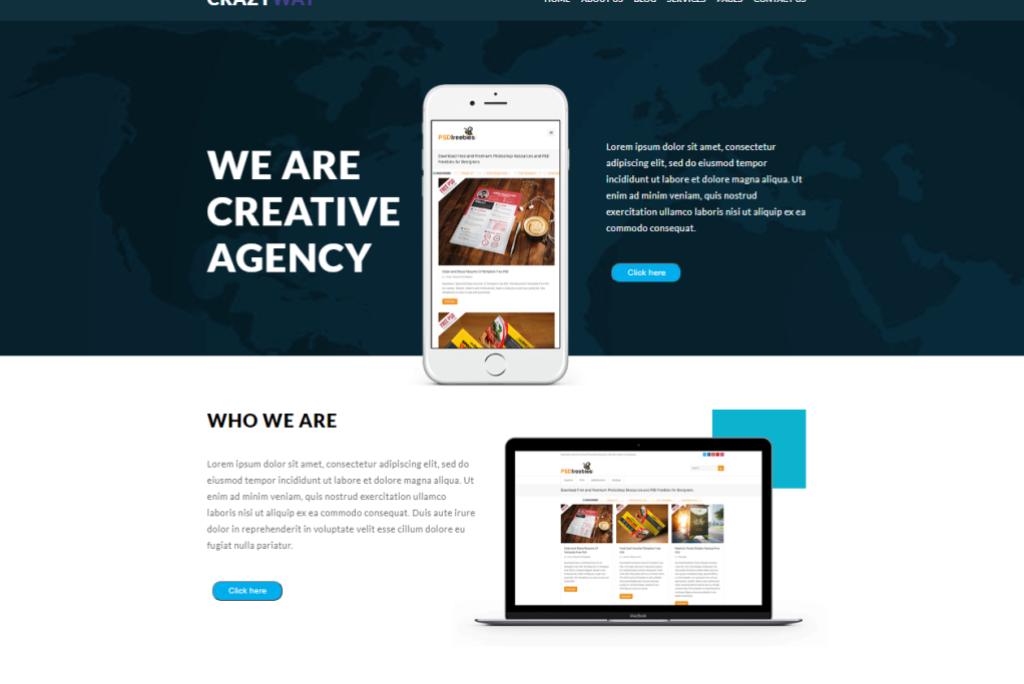 CRAZYWAY
HOME ABOUT US BLOG SERVICES PAGES CONTACT US
WE ARE
CREATIVE
AGENCY
PSDfreebies
Download Free and Premium Photoshop Resources and PSD
Freebies for Designers
FREE PSD
FREE PSD
Lorem ipsum dolor sit amet, consectetur
adipiscing elit, sed do eiusmod tempor
incididunt ut labore et dolore magna aliqua. Ut
enim ad minim veniam, quis nostrud
exercitation ullamco laboris nisi ut aliquip ex ea
commodo consequat.
Click here
WHO WE ARE
Lorem ipsum dolor sit amet, consectetur adipiscing elit, sed do
eiusmod tempor incididunt ut labore et dolore magna aliqua. Ut
enim ad minim veniam, quis nostrud exercitation ullamco
laboris nisi ut aliquip ex ea commodo consequat. Duis aute irure
dolor in reprehenderit in voluptate velit esse cillum dolore eu
fugiat nulla pariatur.
Click here
PSDfreebies
Download Free and Premium Photoshop Resources and PSD Freebies for Designers
MacBook